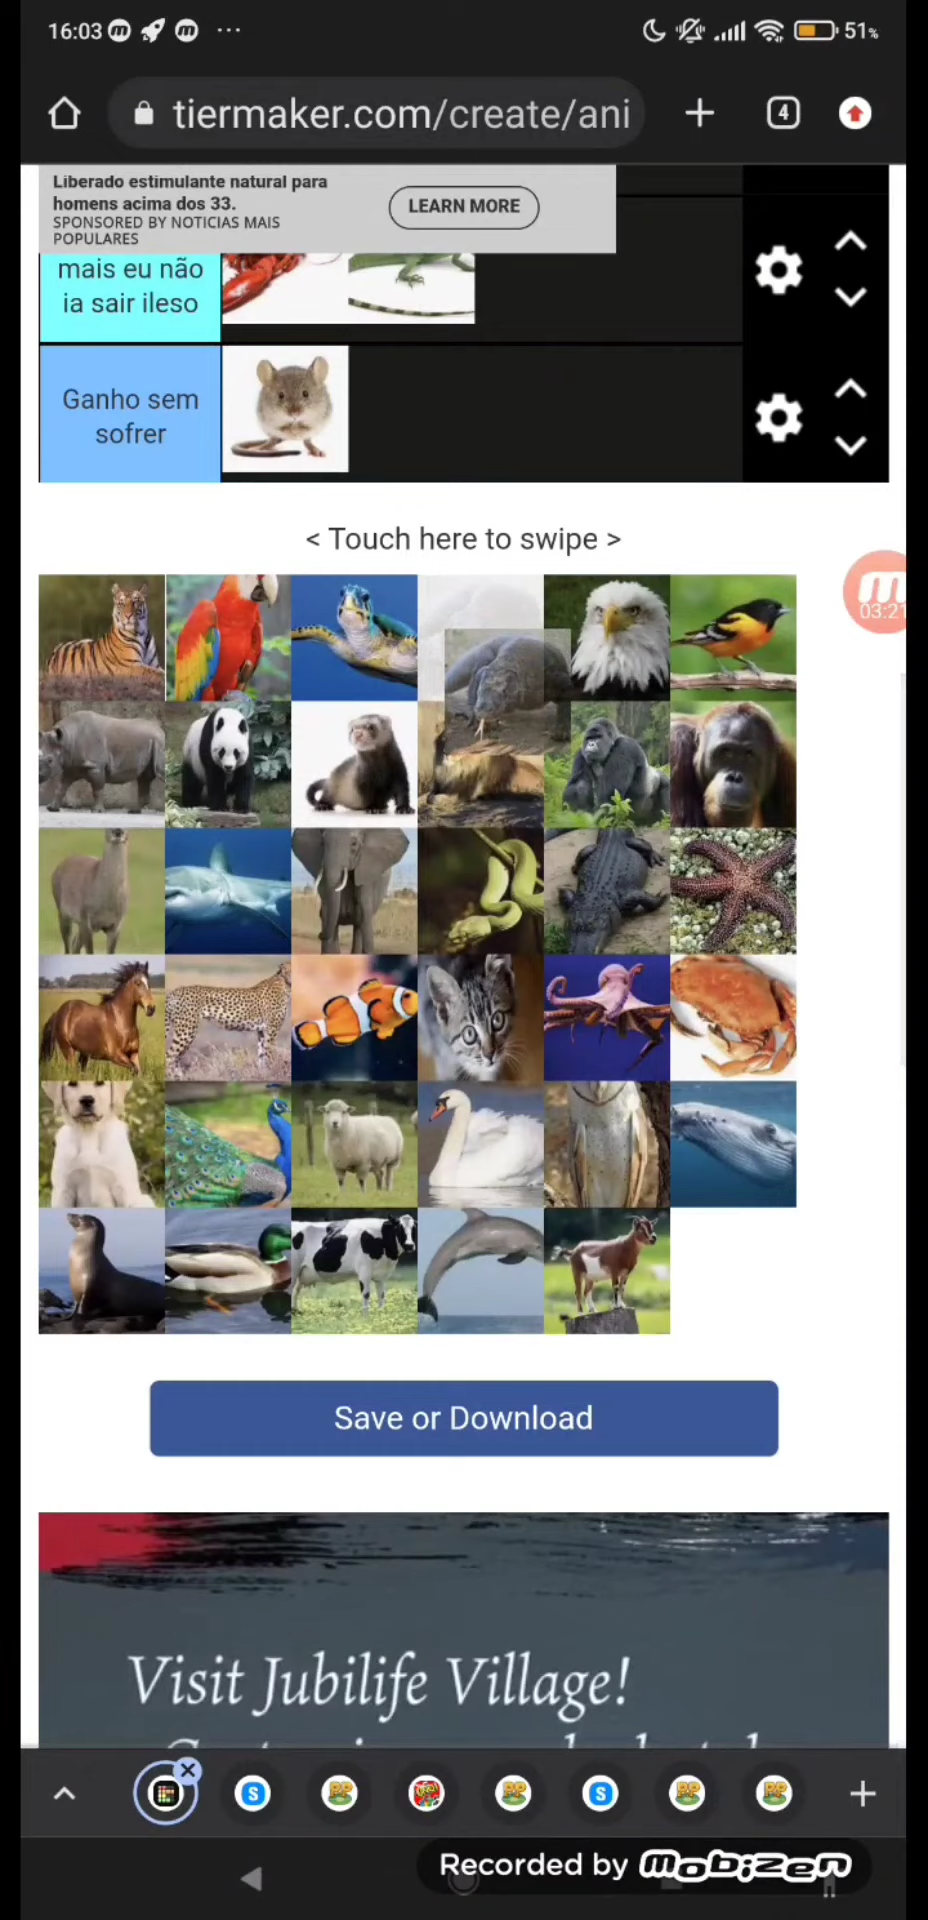 16:03
51%
tiermaker.com/create/ani
4
Liberado estimulante natural para
homens acima dos 33.
SPONSORED BY NOTICIAS MAIS
POPULARES
LEARN MORE
mais eu não
ia sair ileso
Ganho sem
sofrer
< Touch here to swipe >
03:21
Save or Download
Visit Jubilife Village!
Recorded by mobizen